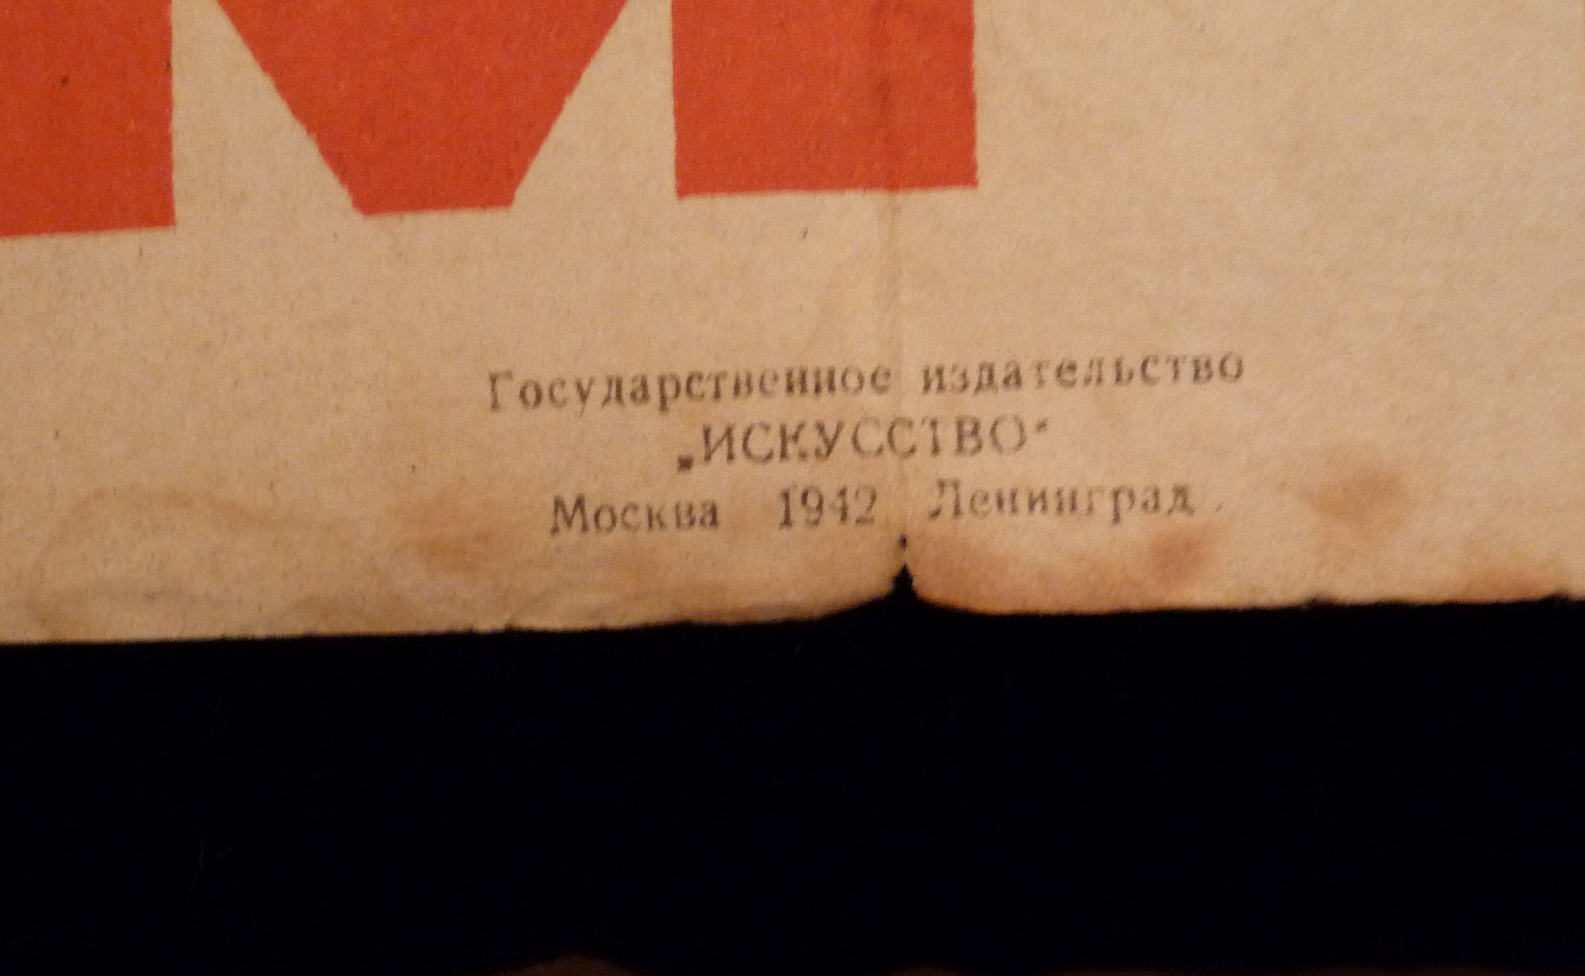 М
Государственное издательство
„ИСКУССТВО“
Москва 1942 Ленинград.